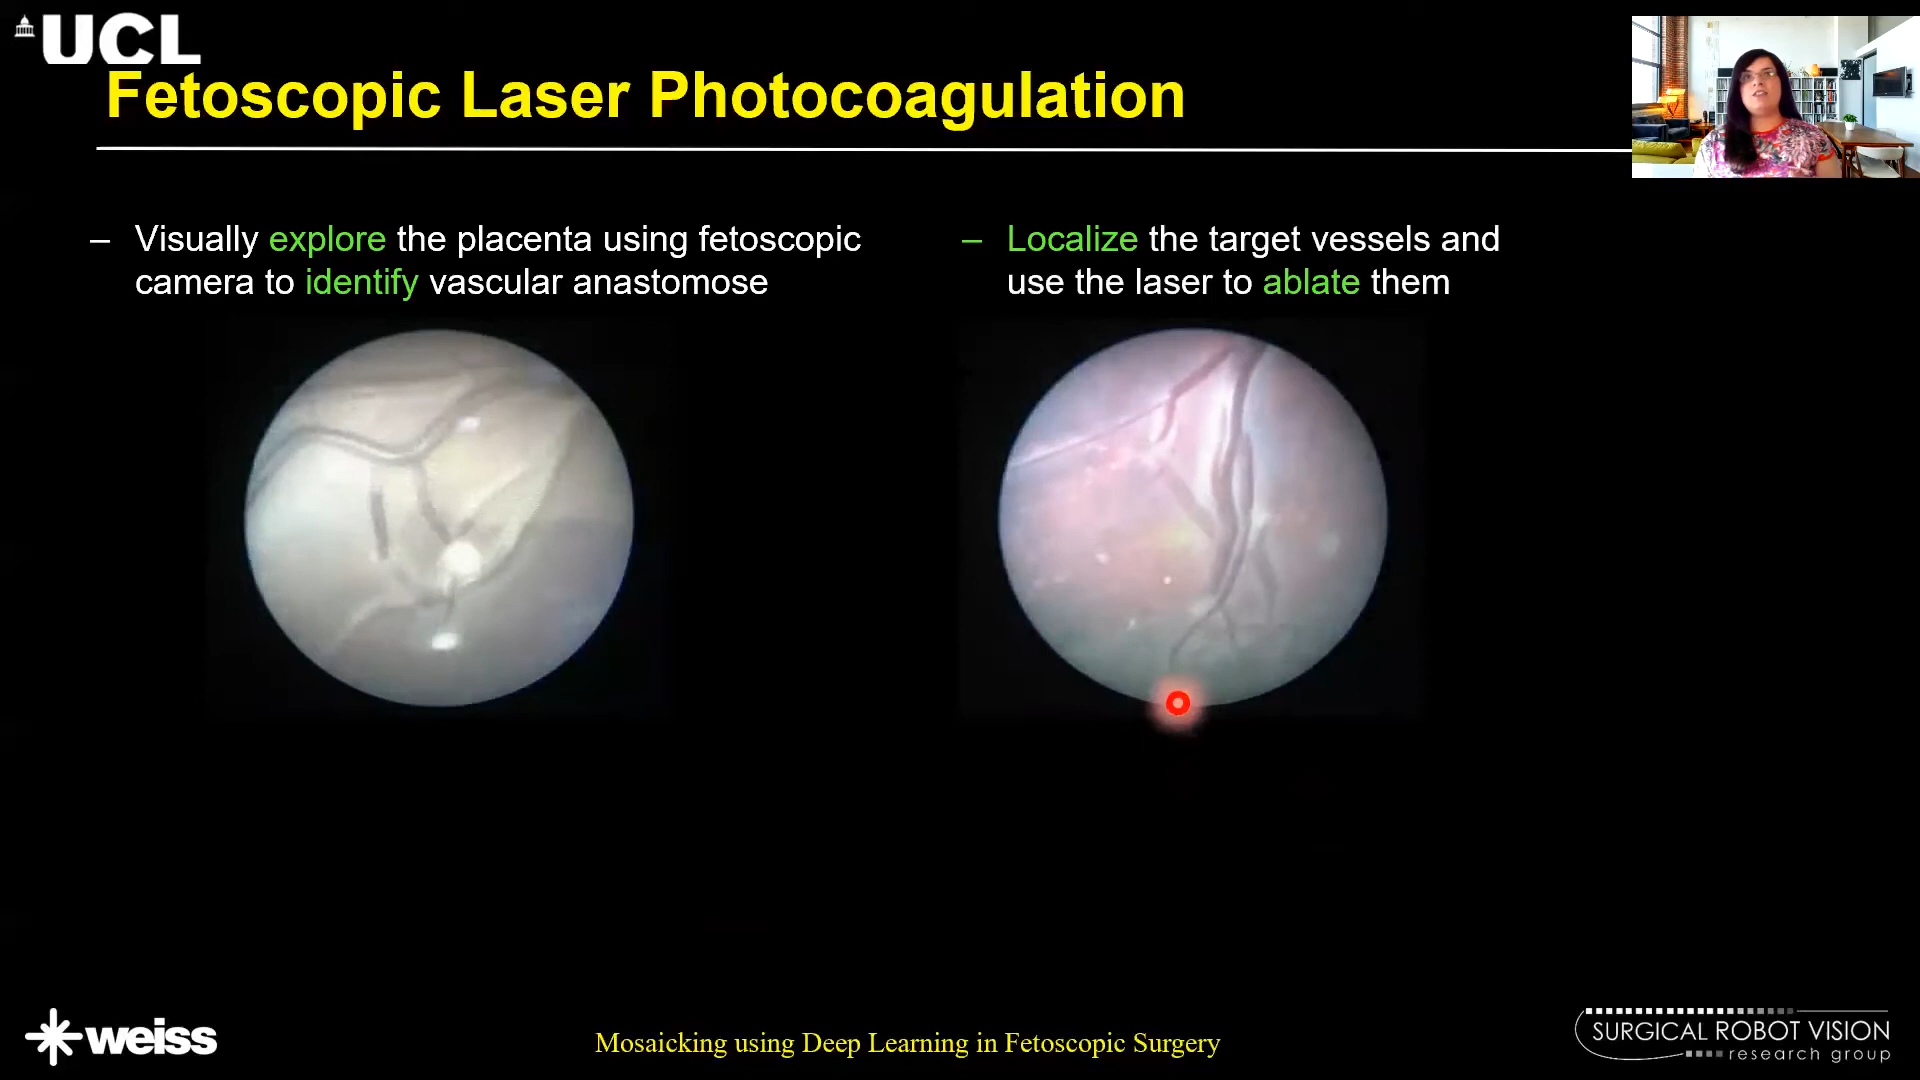 UCL
Fetoscopic Laser Photocoagulation
– Visually explore the placenta using fetoscopic
camera to identify vascular anastomose
– Localize the target vessels and
use the laser to ablate them
weiss
Mosaicking using Deep Learning in Fetoscopic Surgery
SURGICAL ROBOT VISION
research group